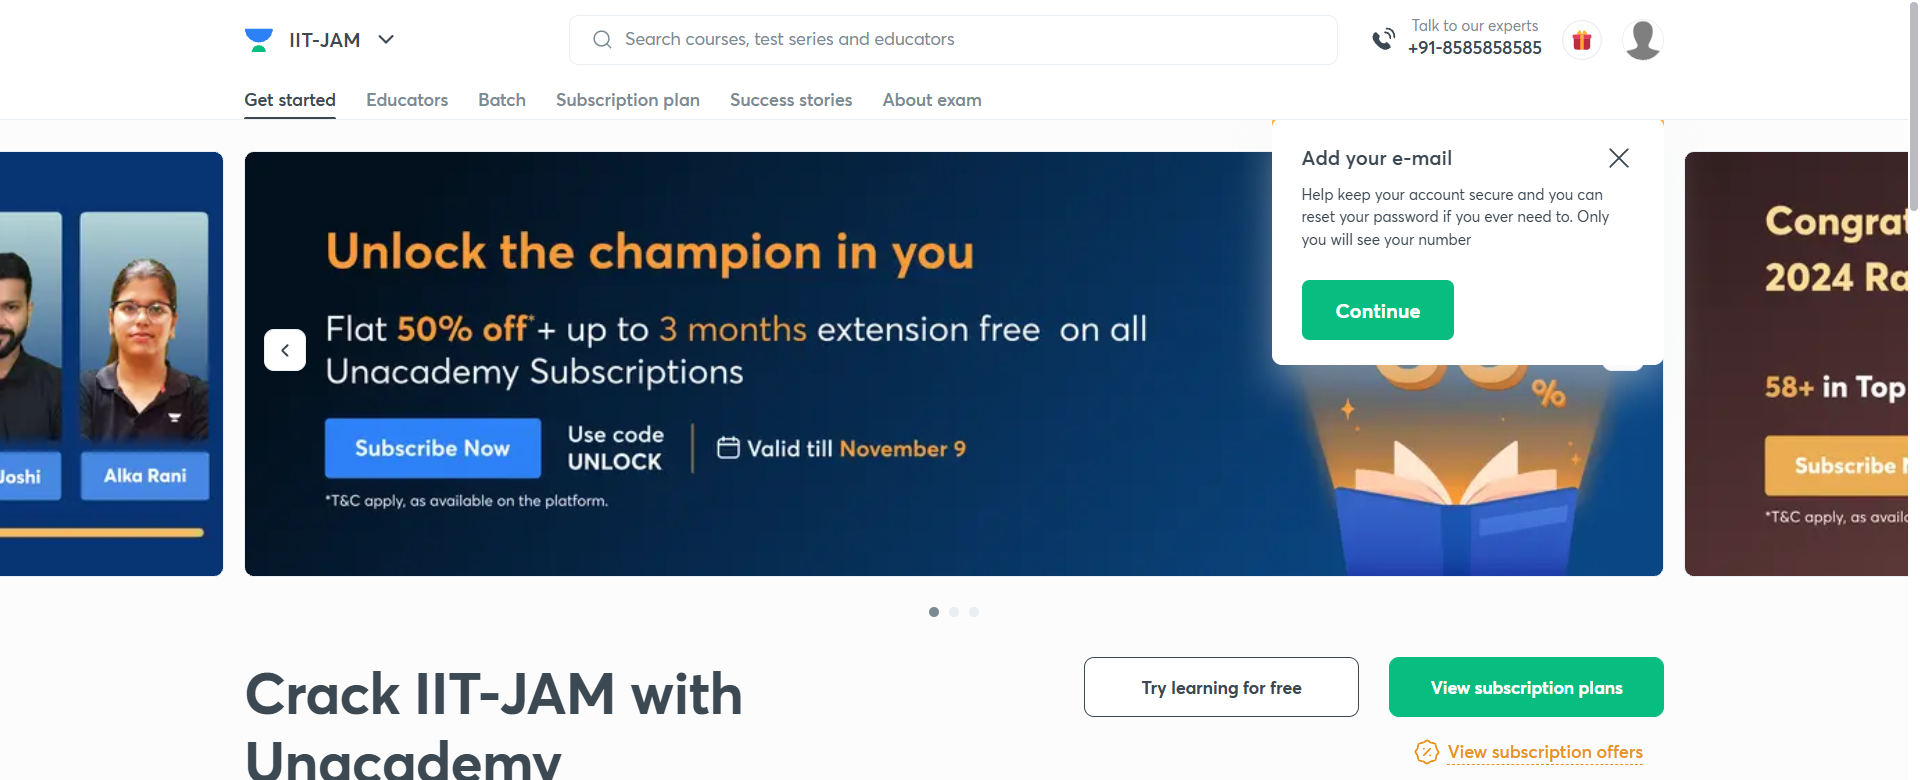 IIT-JAM
Search courses, test series and educators
Talk to our experts
+91-8585858585
Get started
Educators
Batch
Subscription plan
Success stories
About exam
Add your e-mail
Help keep your account secure and you can
reset your password if you ever need to. Only
you will see your number
Continue
Joshi
Alka Rani
Unlock the champion in you
Flat 50% off*+ up to 3 months extension free on all
Unacademy Subscriptions
Subscribe Now
Use code
UNLOCK
Valid till November 9
*T&C apply, as available on the platform.
%
2024
58+ in Top
Subscribe
*T&C apply, as
Crack IIT-JAM with
Unacademy
Try learning for free
View subscription plans
View subscription offers